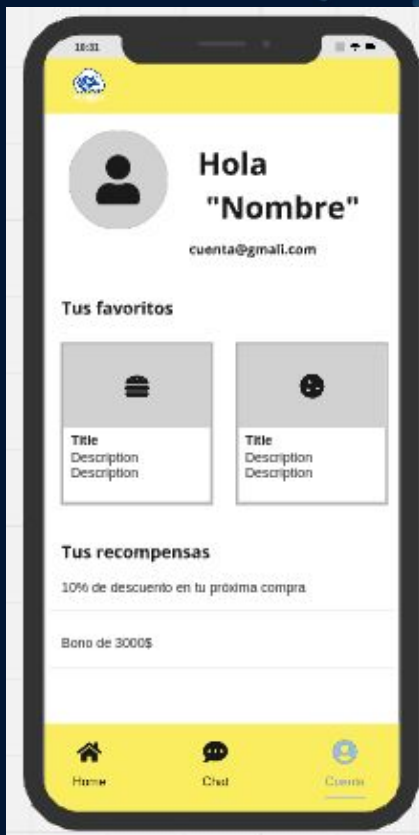 10:31
Hola
"Nombre"
cuenta@gmail.com
Tus favoritos
Title
Description
Description
Title
Description
Description
Tus recompensas
10% de descuento en tu próxima compra
Bono de 3000$
Home
Chat
Cuenta